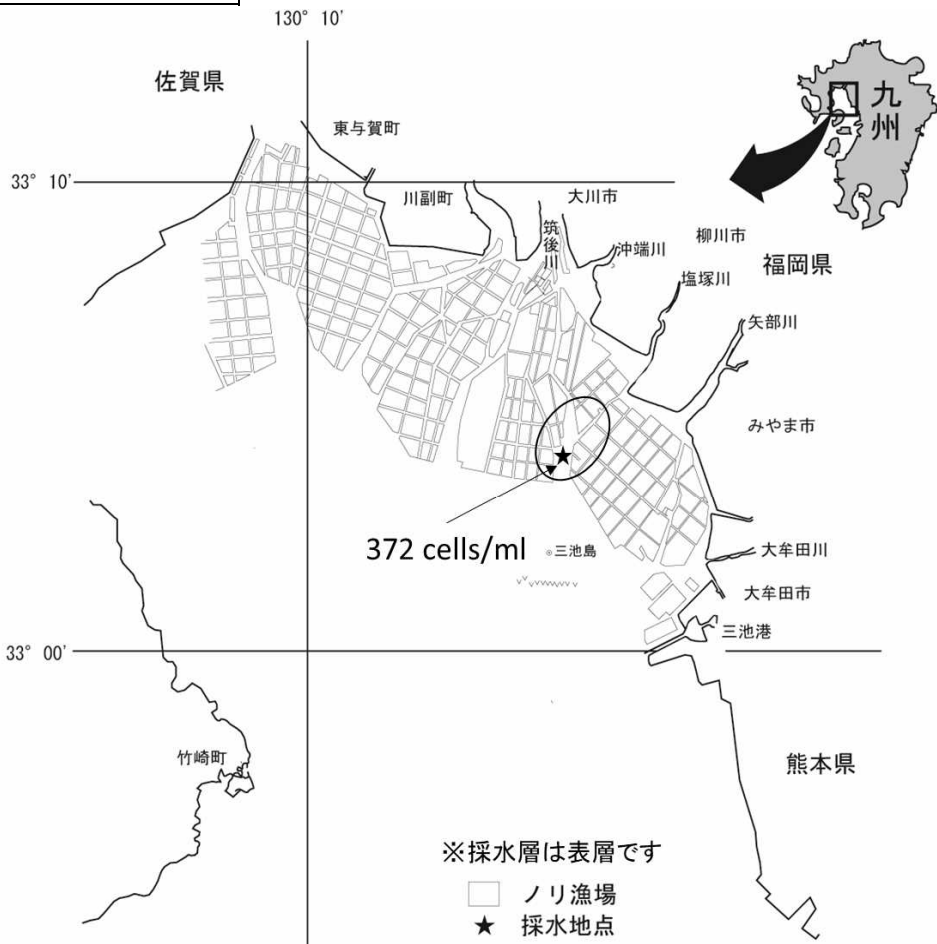 130° 10'
佐賀県
東与賀町
九州
33° 10'
川副町
大川市
筑後川
沖端川
柳川市
福岡県
塩塚川
矢部川
みやま市
372 cells/ml
三池島
大牟田川
大牟田市
三池港
33° 00'
竹崎町
熊本県
※採水層は表層です
ノリ漁場
★ 採水地点